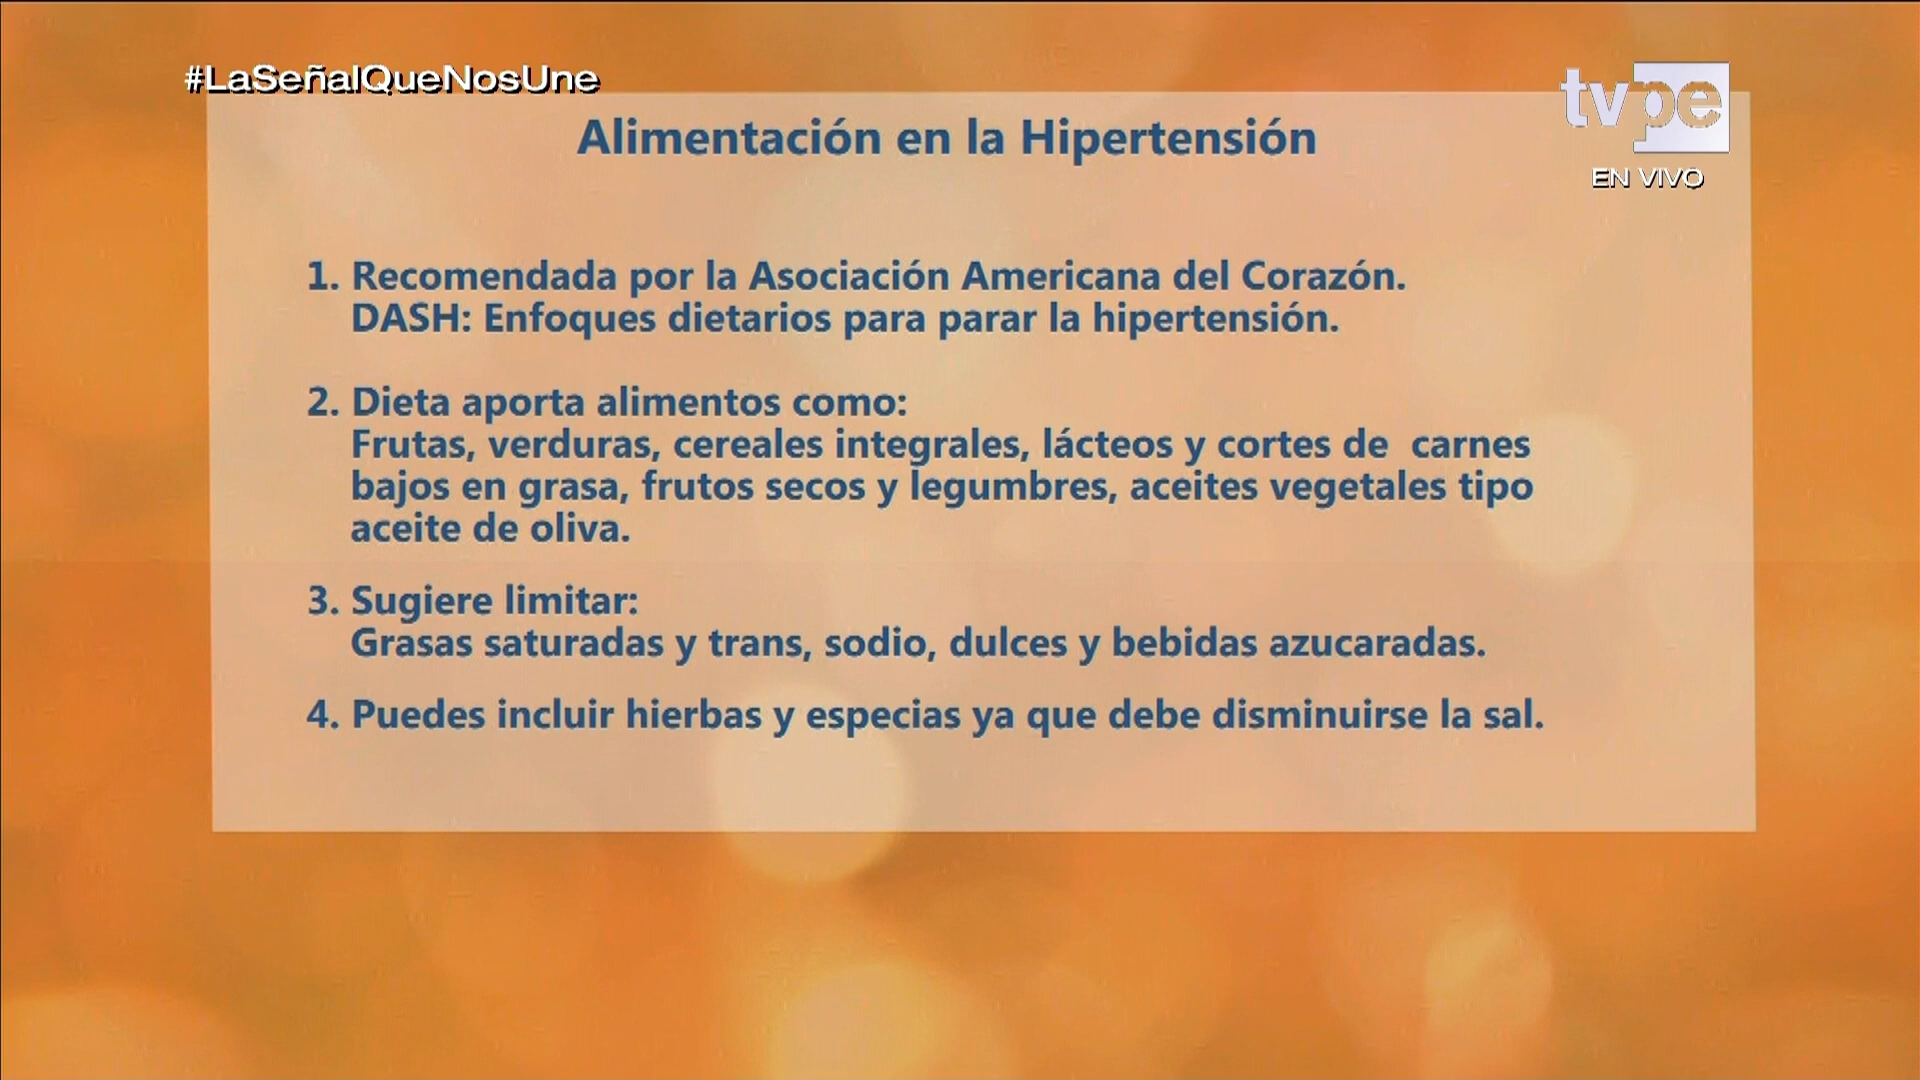 #LaSeñalQueNosUne
tvpe
EN VIVO
Alimentación en la Hipertensión
1. Recomendada por la Asociación Americana del Corazón.
DASH: Enfoques dietarios para parar la hipertensión.
2. Dieta aporta alimentos como:
Frutas, verduras, cereales integrales, lácteos y cortes de carnes
bajos en grasa, frutos secos y legumbres, aceites vegetales tipo
aceite de oliva.
3. Sugiere limitar:
Grasas saturadas y trans, sodio, dulces y bebidas azucaradas.
4. Puedes incluir hierbas y especias ya que debe disminuirse la sal.